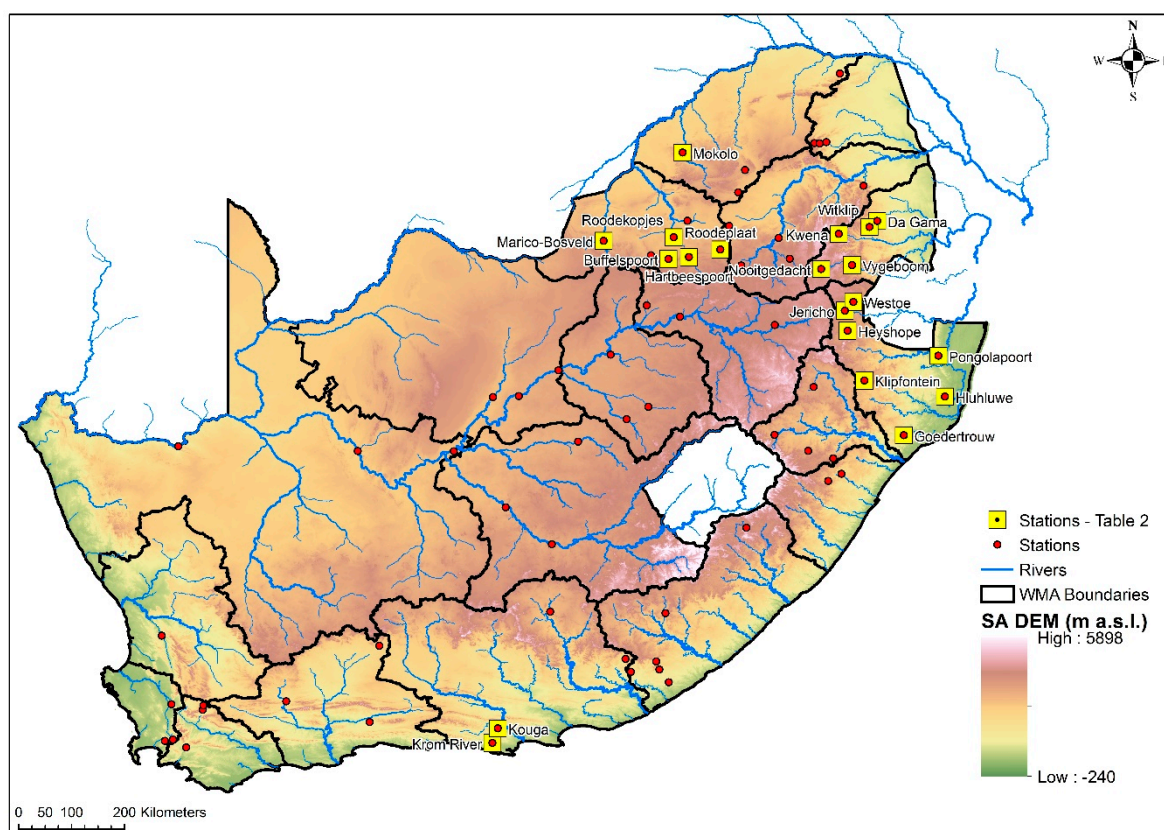 N
W
S
Mokolo
Witklip
Roodekopjes
Da Gama
Roodeplaat
Kwena
Marico-Bosveld
Buffelspoort
Vygeboom
Nooitgedacht
Hartbeespoort
Westoe
Jericho
Heyshope
Pongolapoort
Klipfontein
Hluhluwe
Goedertrouw
Stations - Table 2
Stations
Rivers
WMA Boundaries
SA DEM (m a.s.l.)
High : 5898
Low : -240
Kouga
Krom River
0 50 100 200 Kilometers